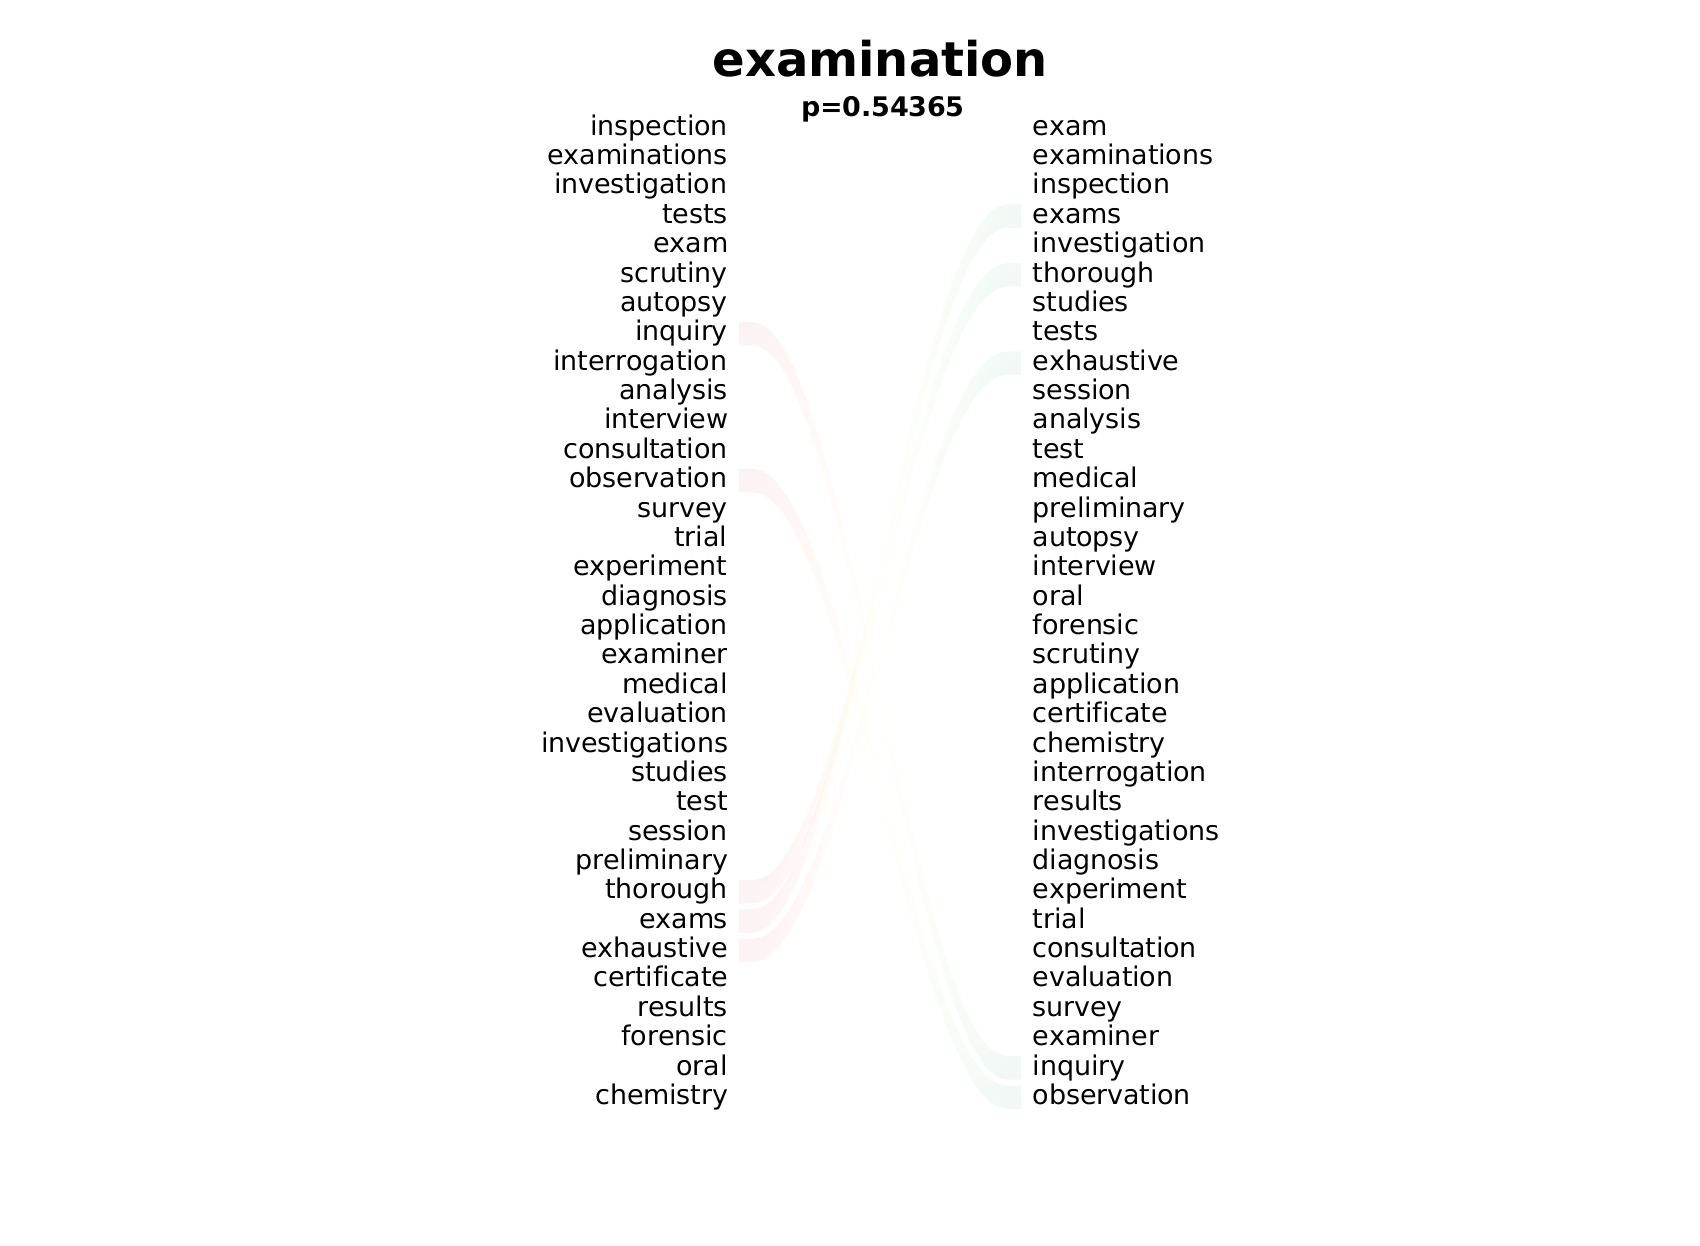 examination
p=0.54365
inspection exam
examinations examinations
investigation inspection
tests exams
exam investigation
scrutiny thorough
autopsy studies
inquiry tests
interrogation exhaustive
analysis session
interview analysis
consultation test
observation medical
survey preliminary
trial autopsy
experiment interview
diagnosis oral
application forensic
examiner scrutiny
medical application
evaluation certificate
investigations chemistry
studies interrogation
test results
session investigations
preliminary diagnosis
thorough experiment
exams trial
exhaustive consultation
certificate evaluation
results survey
forensic examiner
oral inquiry
chemistry observation